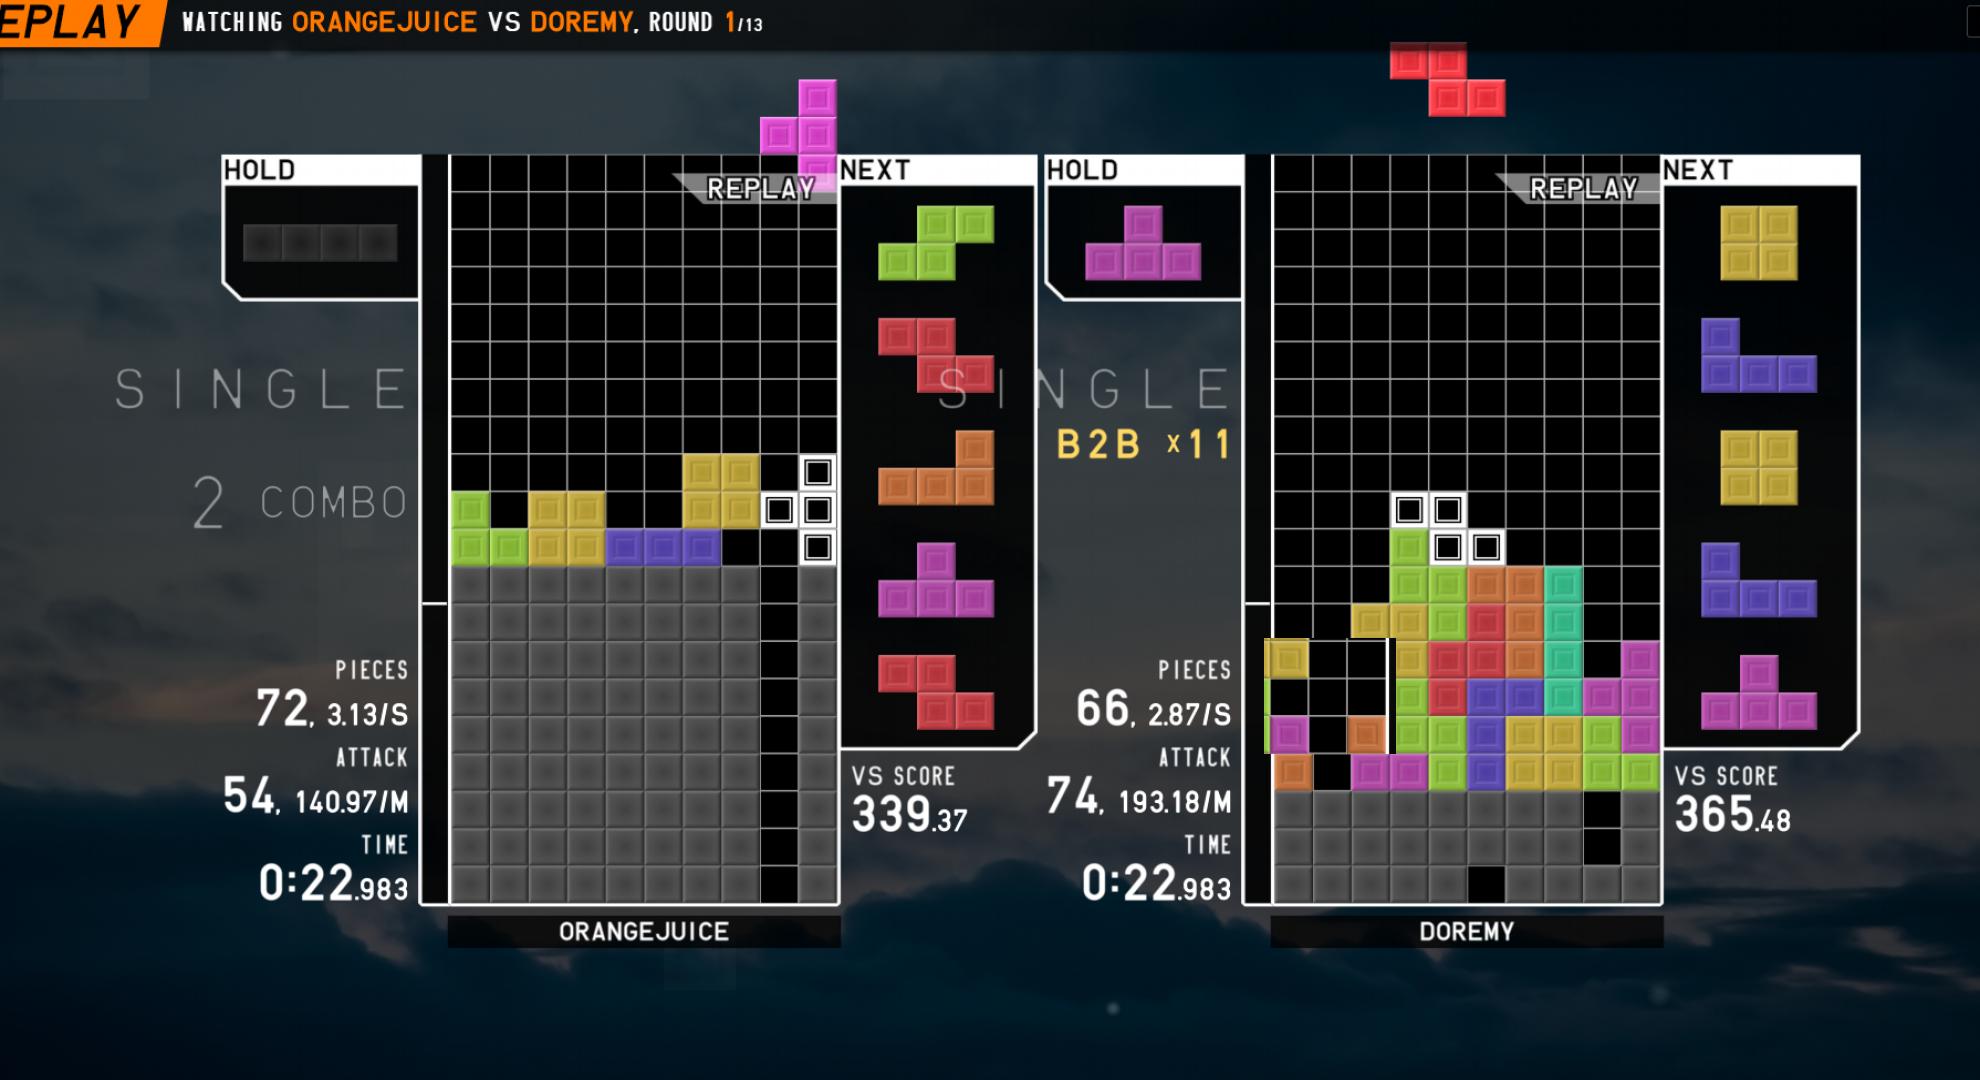 EPLAY
WATCHING ORANGEJUICE VS DOREMY, ROUND 1/13
HOLD
REPLAY
NEXT
SINGLE
2 COMBO
PIECES
72, 3.13/S
ATTACK
54, 140.97/M
TIME
0:22.983
VS SCORE
339.37
ORANGEJUICE
HOLD
REPLAY
NEXT
SINGLE
B2B x11
PIECES
66, 2.87/S
ATTACK
74, 193.18/M
TIME
0:22.983
VS SCORE
365.48
DOREMY